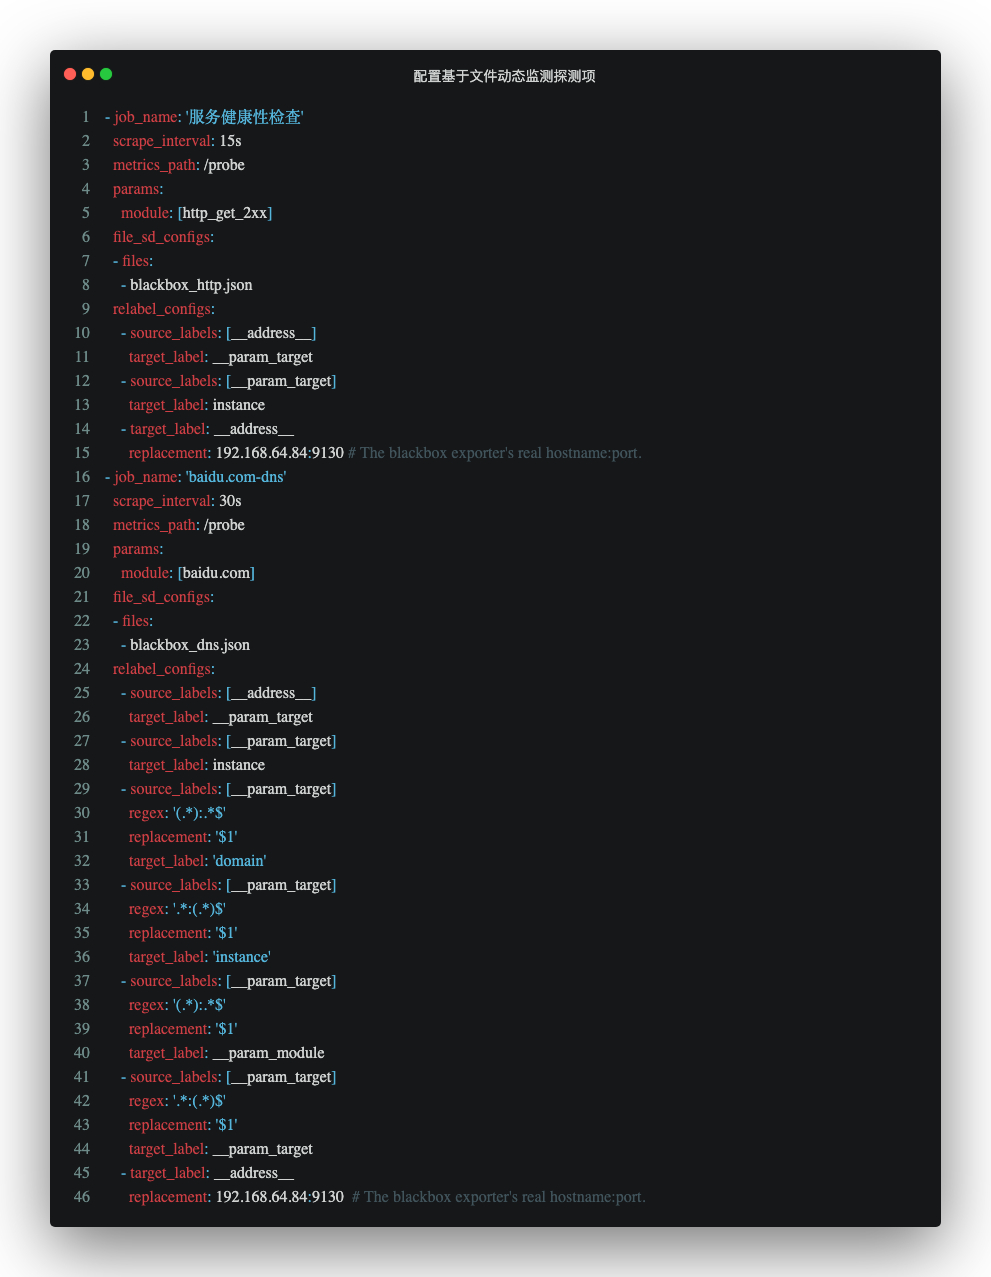 配置基于文件动态监测探测项
1 - job_name: '服务健康性检查'
2   scrape_interval: 15s
3   metrics_path: /probe
4   params:
5     module: [http_get_2xx]
6   file_sd_configs:
7   - files:
8     - blackbox_http.json
9   relabel_configs:
10     - source_labels: [__address__]
11       target_label: __param_target
12     - source_labels: [__param_target]
13       target_label: instance
14     - target_label: __address__
15       replacement: 192.168.64.84:9130 # The blackbox exporter's real hostname:port.
16 - job_name: 'baidu.com-dns'
17   scrape_interval: 30s
18   metrics_path: /probe
19   params:
20     module: [baidu.com]
21   file_sd_configs:
22   - files:
23     - blackbox_dns.json
24   relabel_configs:
25     - source_labels: [__address__]
26       target_label: __param_target
27     - source_labels: [__param_target]
28       target_label: instance
29     - source_labels: [__param_target]
30       regex: '(.*):.*$'
31       replacement: '$1'
32       target_label: 'domain'
33     - source_labels: [__param_target]
34       regex: '.*:(.*)$'
35       replacement: '$1'
36       target_label: 'instance'
37     - source_labels: [__param_target]
38       regex: '(.*):.*$'
39       replacement: '$1'
40       target_label: __param_module
41     - source_labels: [__param_target]
42       regex: '.*:(.*)$'
43       replacement: '$1'
44       target_label: __param_target
45     - target_label: __address__
46       replacement: 192.168.64.84:9130  # The blackbox exporter's real hostname:port.